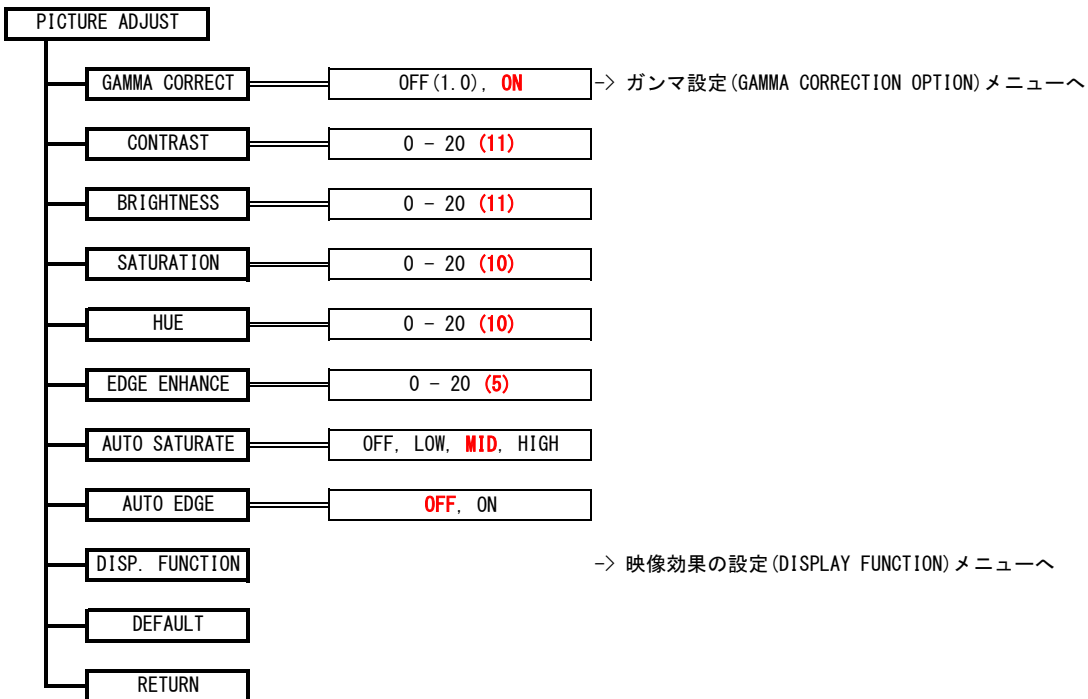 PICTURE ADJUST
GAMMA CORRECT OFF(1.0), ON -> ガンマ設定(GAMMA CORRECTION OPTION)メニューへ
CONTRAST 0 - 20 (11)
BRIGHTNESS 0 - 20 (11)
SATURATION 0 - 20 (10)
HUE 0 - 20 (10)
EDGE ENHANCE 0 - 20 (5)
AUTO SATURATE OFF, LOW, MID, HIGH
AUTO EDGE OFF, ON
DISP. FUNCTION -> 映像効果の設定(DISPLAY FUNCTION)メニューへ
DEFAULT
RETURN